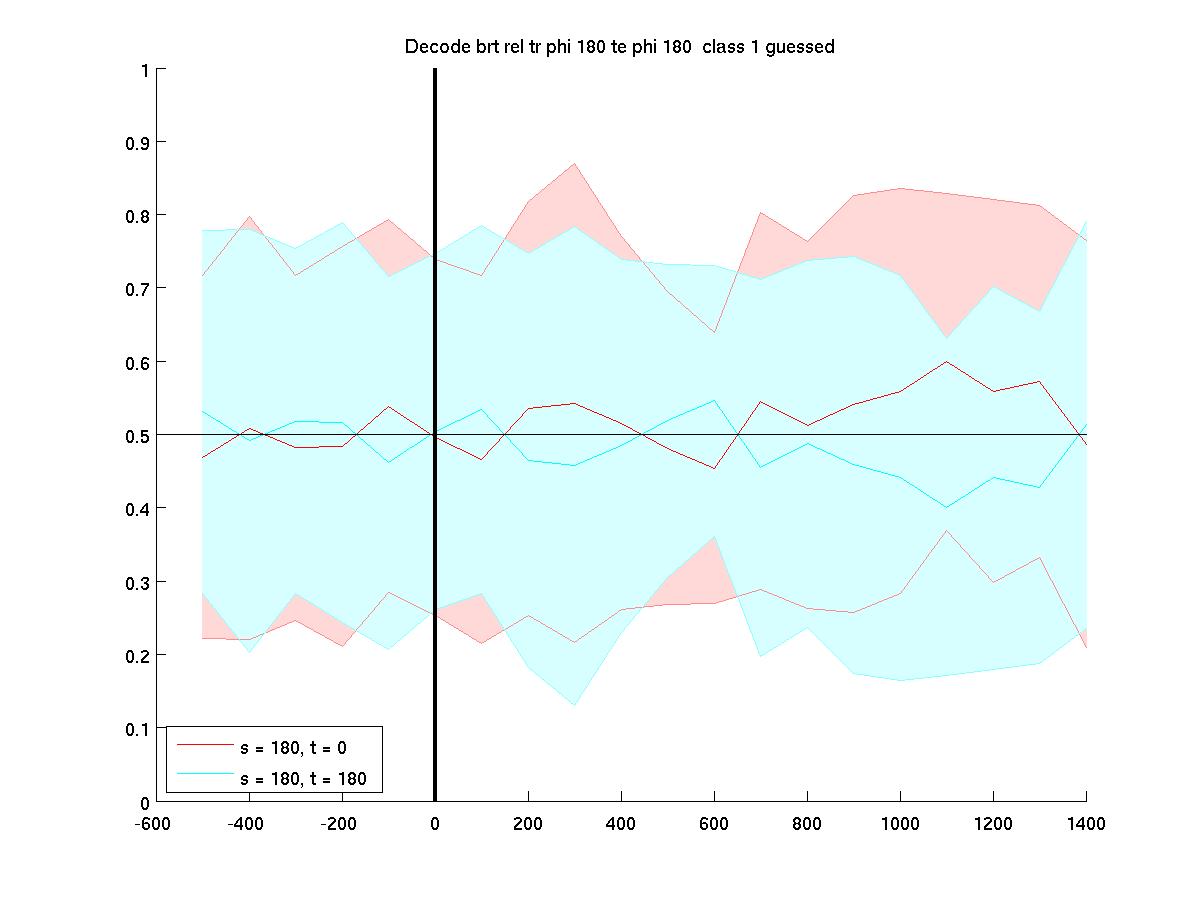 Decode brt rel tr phi 180 te phi 180  class 1 guessed
1
0.9
0.8
0.7
0.6
0.5
0.4
0.3
0.2
0.1
0
s = 180, t = 0
s = 180, t = 180
-600 -400 -200 0 200 400 600 800 1000 1200 1400